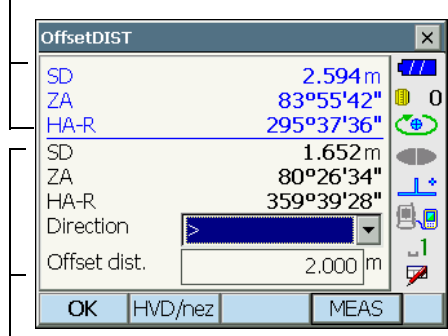 OffsetDIST
SD 2.594 m
ZA 83°55'42"
HA-R 295°37'36"
SD 1.652 m
ZA 80°26'34"
HA-R 359°39'28"
Direction >
Offset dist. 2.000 m
0
1
OK HVD/nez MEAS